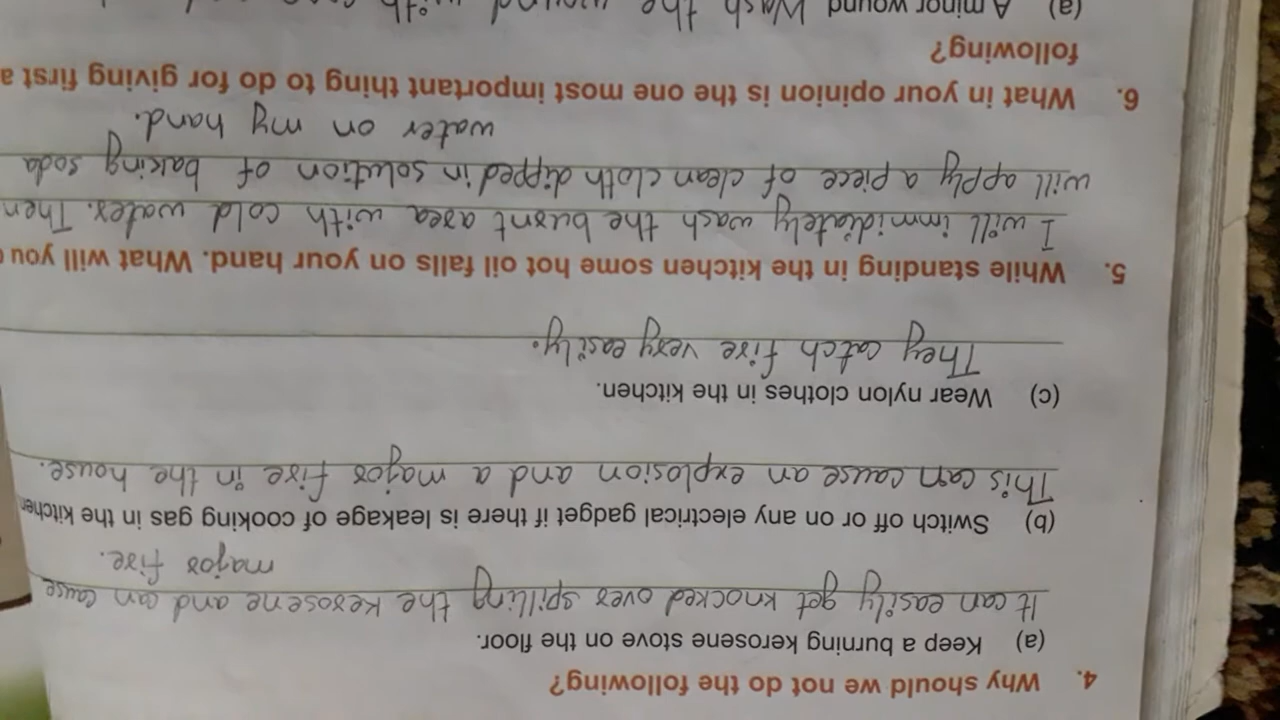 4. Why should we not do the following?
(a) Keep a burning kerosene stove on the floor.
It can easily get knocked over spilling the kerosene and can cause
major fire.
(b) Switch off or on any electrical gadget if there is leakage of cooking gas in the kitchen
This can cause an explosion and a major fire in the house.
(c) Wear nylon clothes in the kitchen.
They catch fire very easily.
5. While standing in the kitchen some hot oil falls on your hand. What will you
I will immidiately wash the burnt area with cold water. Then
will apply a piece of clean cloth dipped in solution of baking soda
water on my hand.
6. What in your opinion is the one most important thing to do for giving first a
following?
(a) A minor wound Wash the wound with